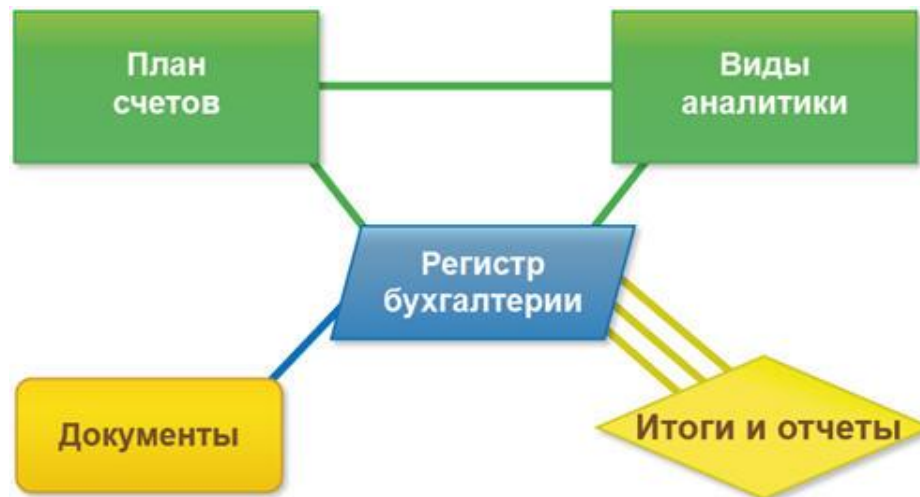 План
счетов
Виды
аналитики
Регистр
бухгалтерии
Документы
Итоги и отчеты